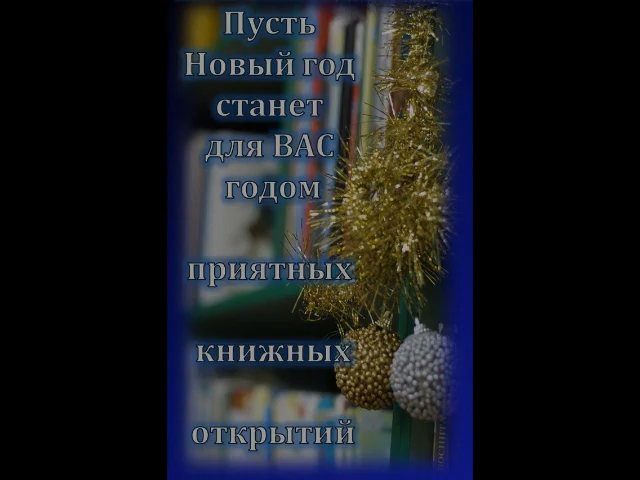 Пусть
Новый год
станет
для ВАС
годом
приятных
книжных
открытий